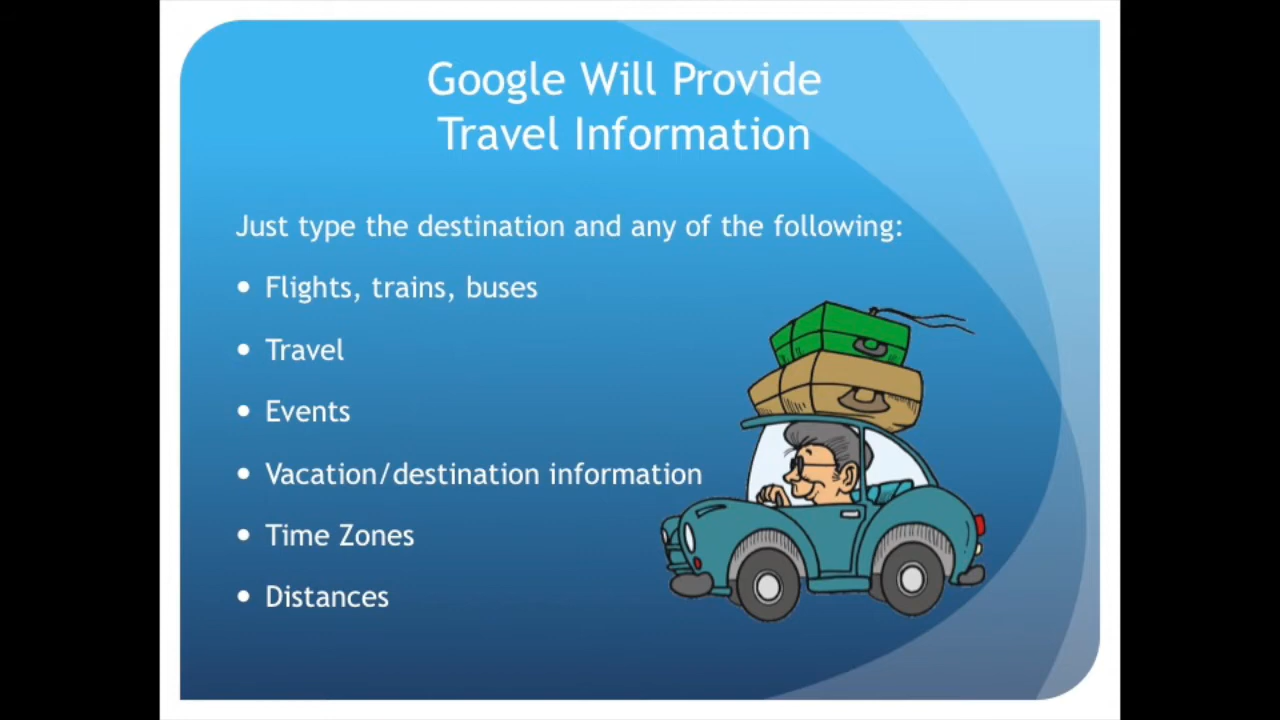 Google Will Provide
Travel Information
Just type the destination and any of the following:
• Flights, trains, buses
• Travel
• Events
• Vacation/destination information
• Time Zones
• Distances